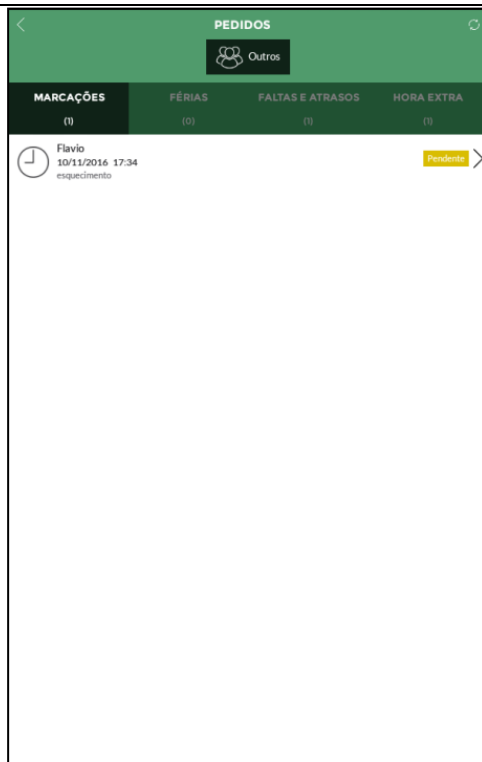 PEDIDOS
Outros
MARCAÇÕES FÉRIAS FALTAS E ATRASOS HORA EXTRA
(1) (0) (1) (1)
Flavio
10/11/2016 17:34
esquecimento
Pendente